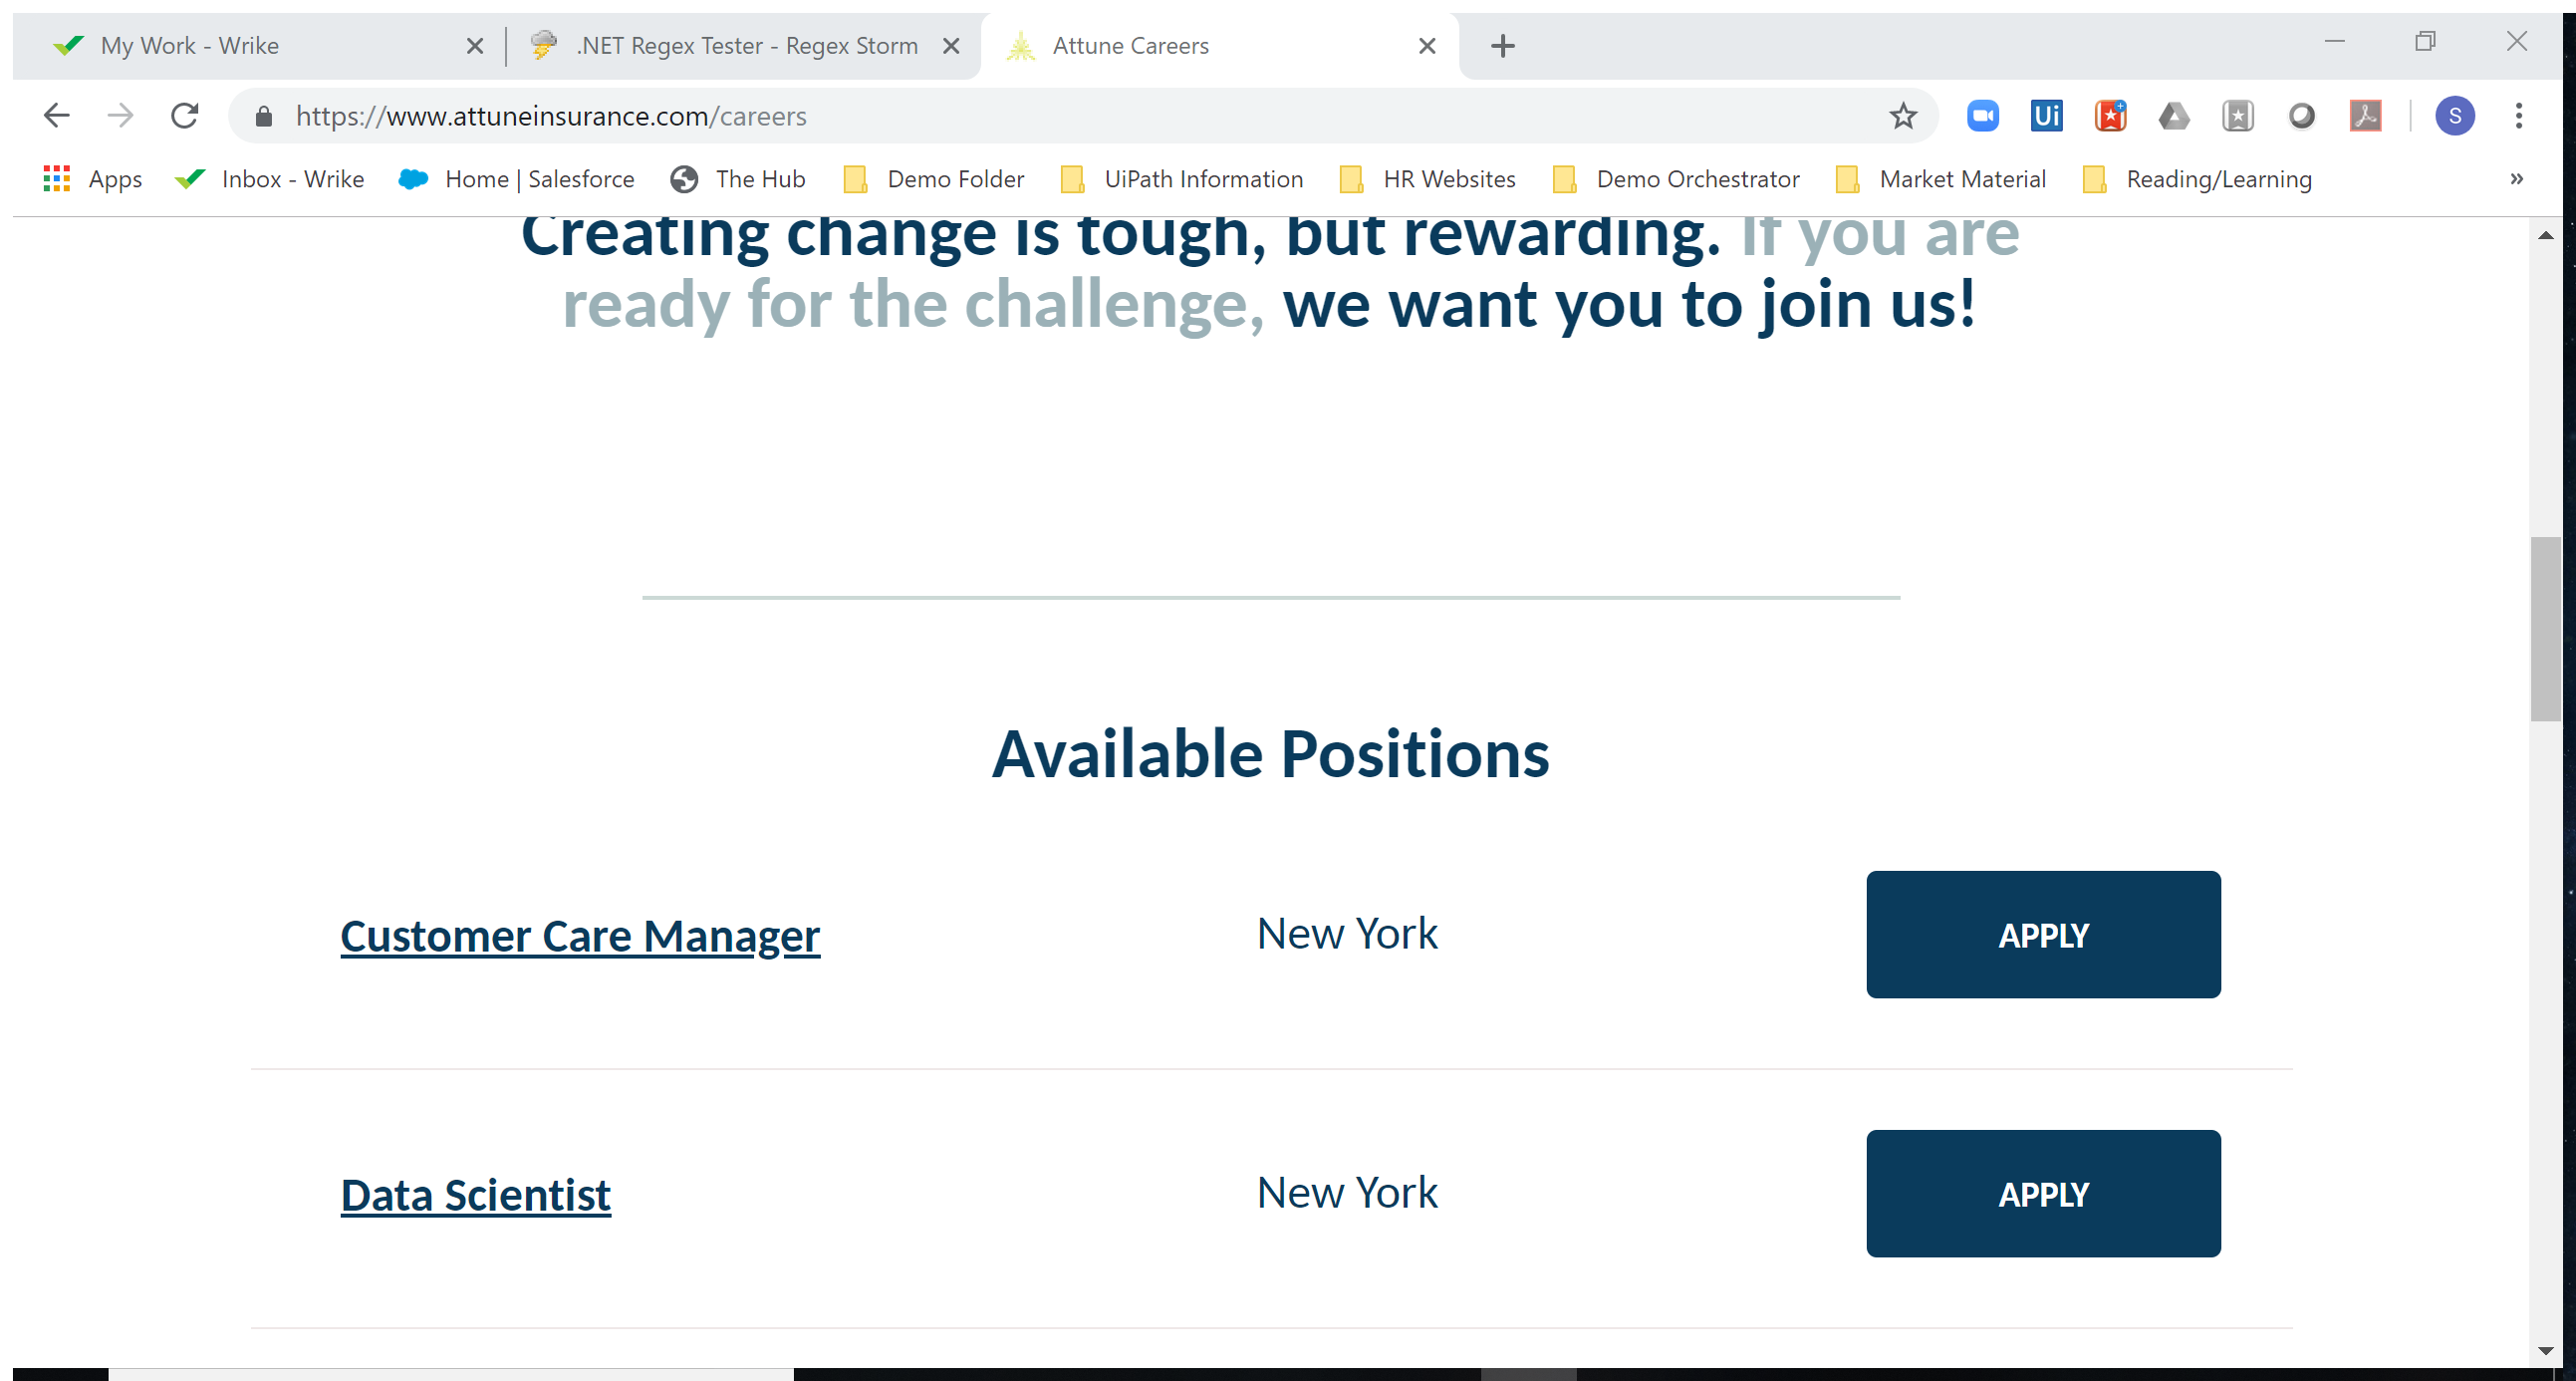 My Work - Wrike
.NET Regex Tester - Regex Storm
Attune Careers
https://www.attuneinsurance.com/careers
Ui
S
Apps
Inbox - Wrike
Home | Salesforce
The Hub
Demo Folder
UiPath Information
HR Websites
Demo Orchestrator
Market Material
Reading/Learning
»
Creating change is tough, but rewarding. If you are
ready for the challenge, we want you to join us!
Available Positions
Customer Care Manager New York APPLY
Data Scientist New York APPLY